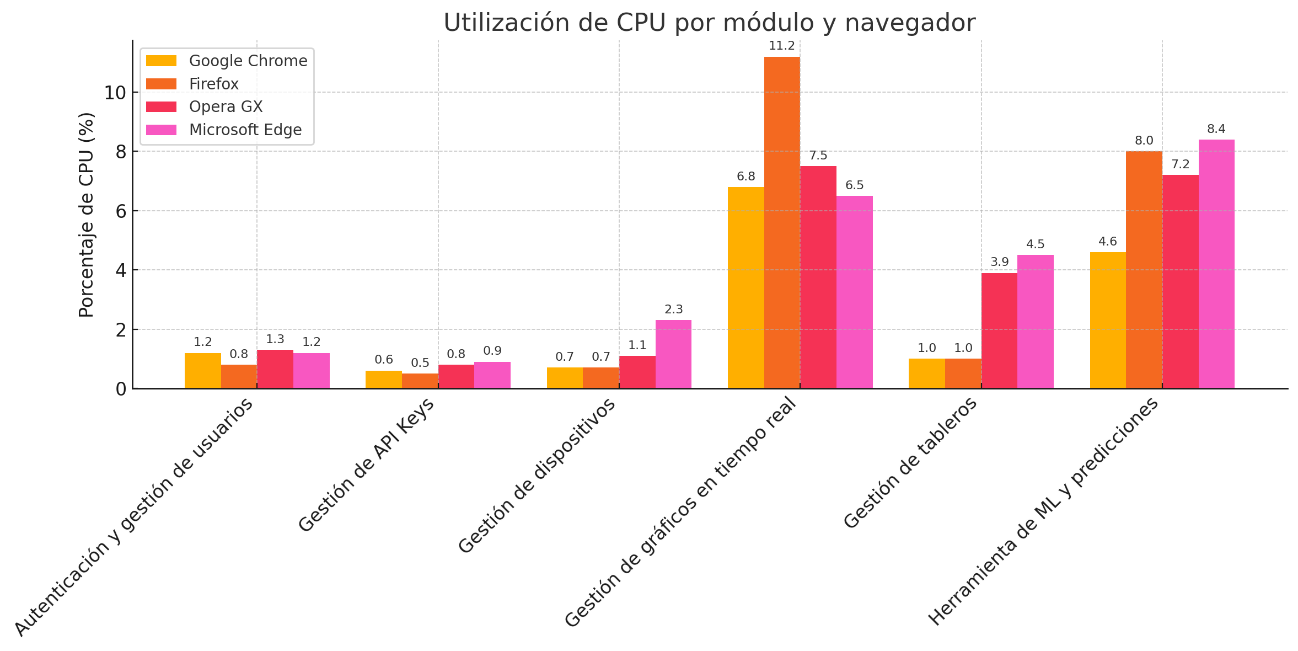 Utilización de CPU por módulo y navegador
Google Chrome
Firefox
Opera GX
Microsoft Edge
Porcentaje de CPU (%)
10
8
6
4
2
0
1.2
0.8
1.3
1.2
0.6
0.5
0.8
0.9
0.7
0.7
1.1
2.3
6.8
11.2
7.5
6.5
1.0
1.0
3.9
4.5
4.6
8.0
7.2
8.4
Autenticación y gestión de usuarios
Gestión de API Keys
Gestión de dispositivos
Gestión de gráficos en tiempo real
Gestión de tableros
Herramienta de ML y predicciones